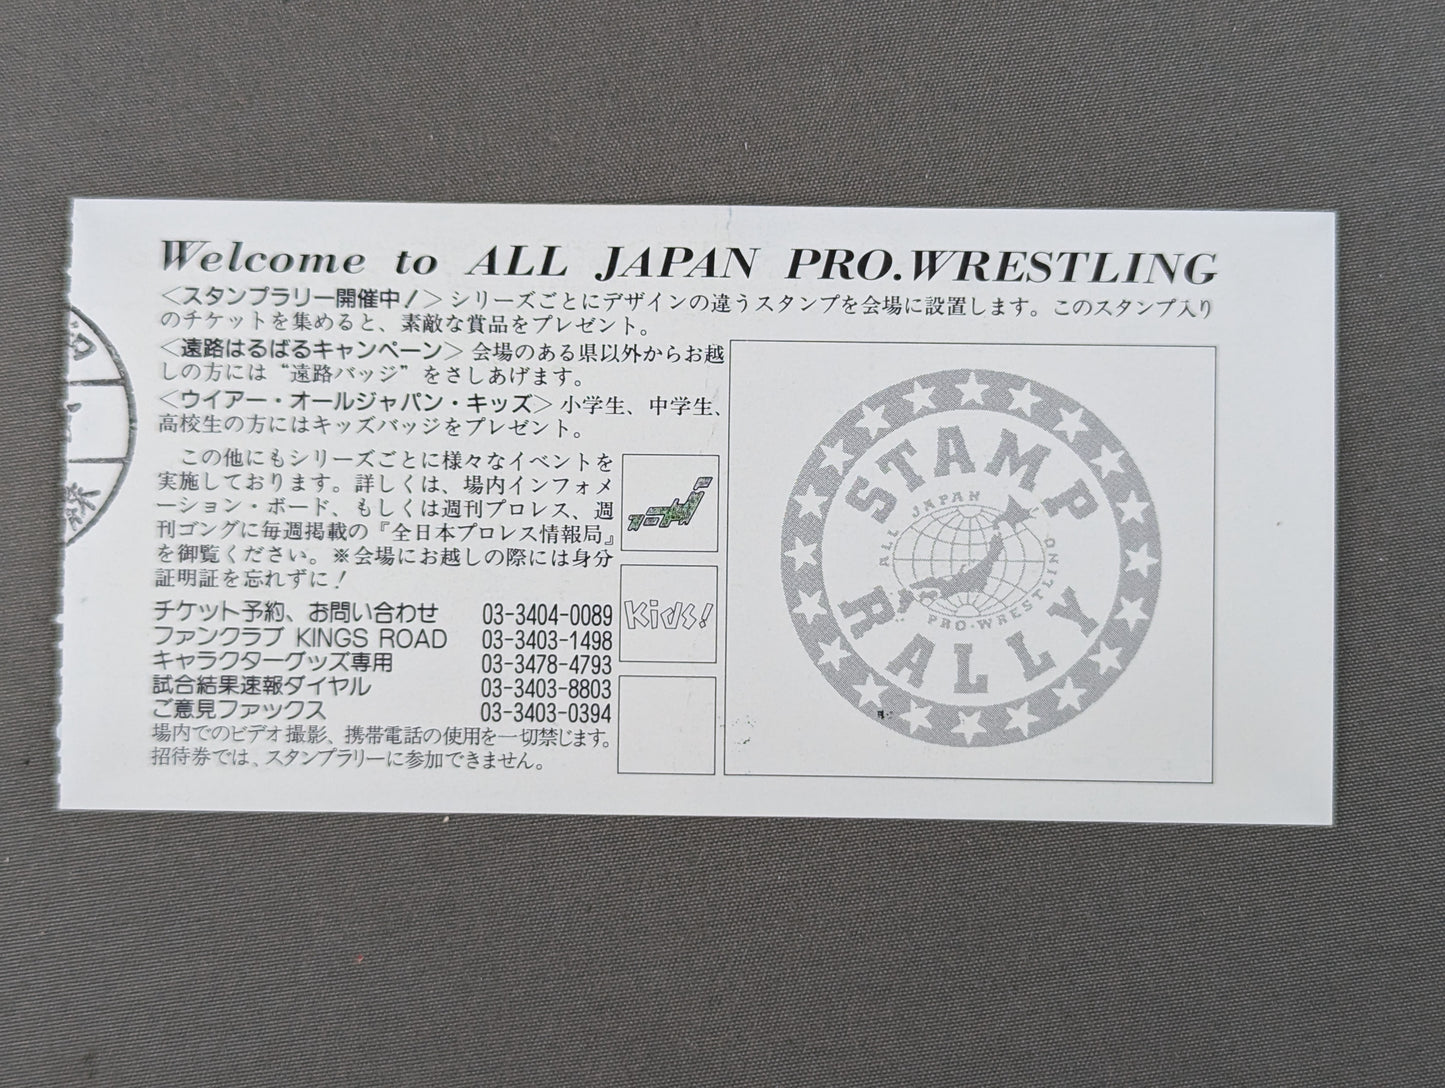 Welcome to ALL JAPAN PRO.WRESTLING
＜スタンプラリー開催中！＞シリーズごとにデザインの違うスタンプを会場に設置します。このスタンプ入り
のチケットを集めると、素敵な賞品をプレゼント。
＜遠路はるばるキャンペーン＞会場のある県以外からお越
しの方には“遠路バッジ”をさしあげます。
＜ウイアー・オールジャパン・キッズ＞小学生、中学生、
高校生の方にはキッズバッジをプレゼント。
この他にもシリーズごとに様々なイベントを
実施しております。詳しくは、場内インフォメ
ーション・ボード、もしくは週刊プロレス、週
刊ゴングに毎週掲載の『全日本プロレス情報局』
を御覧ください。※会場にお越しの際には身分
証明証を忘れずに！
チケット予約、お問い合わせ 03-3404-0089
ファンクラブ KINGS ROAD 03-3403-1498
キャラクターグッズ専用 03-3478-4793
試合結果速報ダイヤル 03-3403-8803
ご意見ファックス 03-3403-0394
場内でのビデオ撮影、携帯電話の使用を一切禁じます。
招待券では、スタンプラリーに参加できません。
Kids!
STAMP
ALL JAPAN
PRO-WRESTLING
RALLY